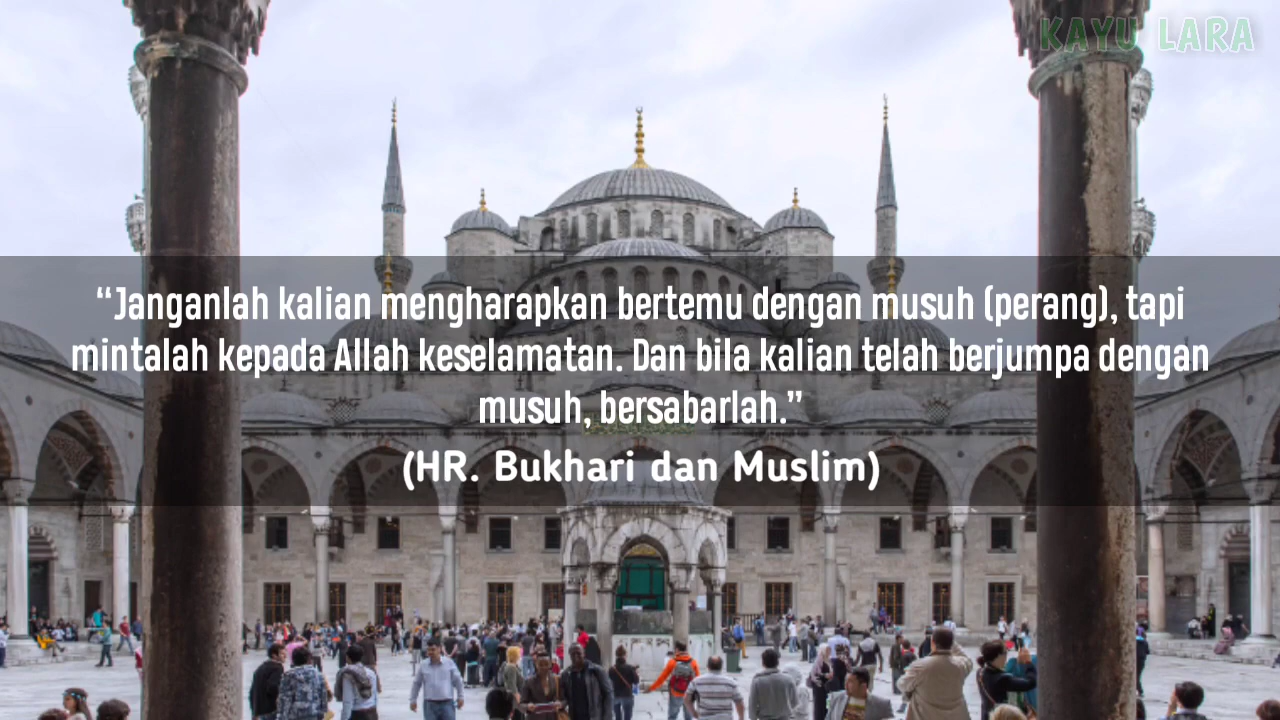 KAYU LARA
“Janganlah kalian mengharapkan bertemu dengan musuh (perang), tapi
mintalah kepada Allah keselamatan. Dan bila kalian telah berjumpa dengan
musuh, bersabarlah.”
(HR. Bukhari dan Muslim)